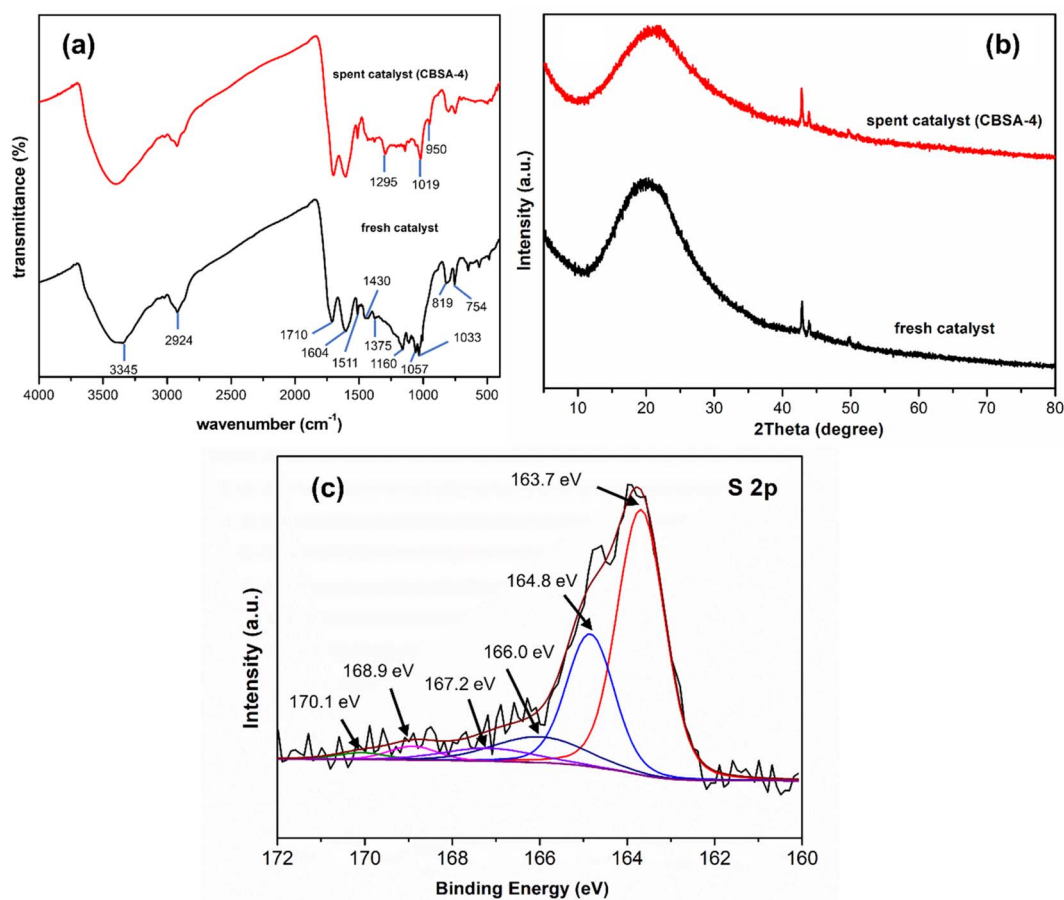 (a)
spent catalyst (CBSA-4)
950
1295
1019
fresh catalyst
1430
819
754
2924
1710
1604
1511
1375
1160
1057
1033
3345
4000 3500 3000 2500 2000 1500 1000 500
wavenumber (cm⁻¹)
transmittance (%)
(b)
spent catalyst (CBSA-4)
fresh catalyst
10 20 30 40 50 60 70 80
2Theta (degree)
Intensity (a.u.)
(c)
S 2p
163.7 eV
164.8 eV
166.0 eV
167.2 eV
168.9 eV
170.1 eV
172 170 168 166 164 162 160
Binding Energy (eV)
Intensity (a.u.)